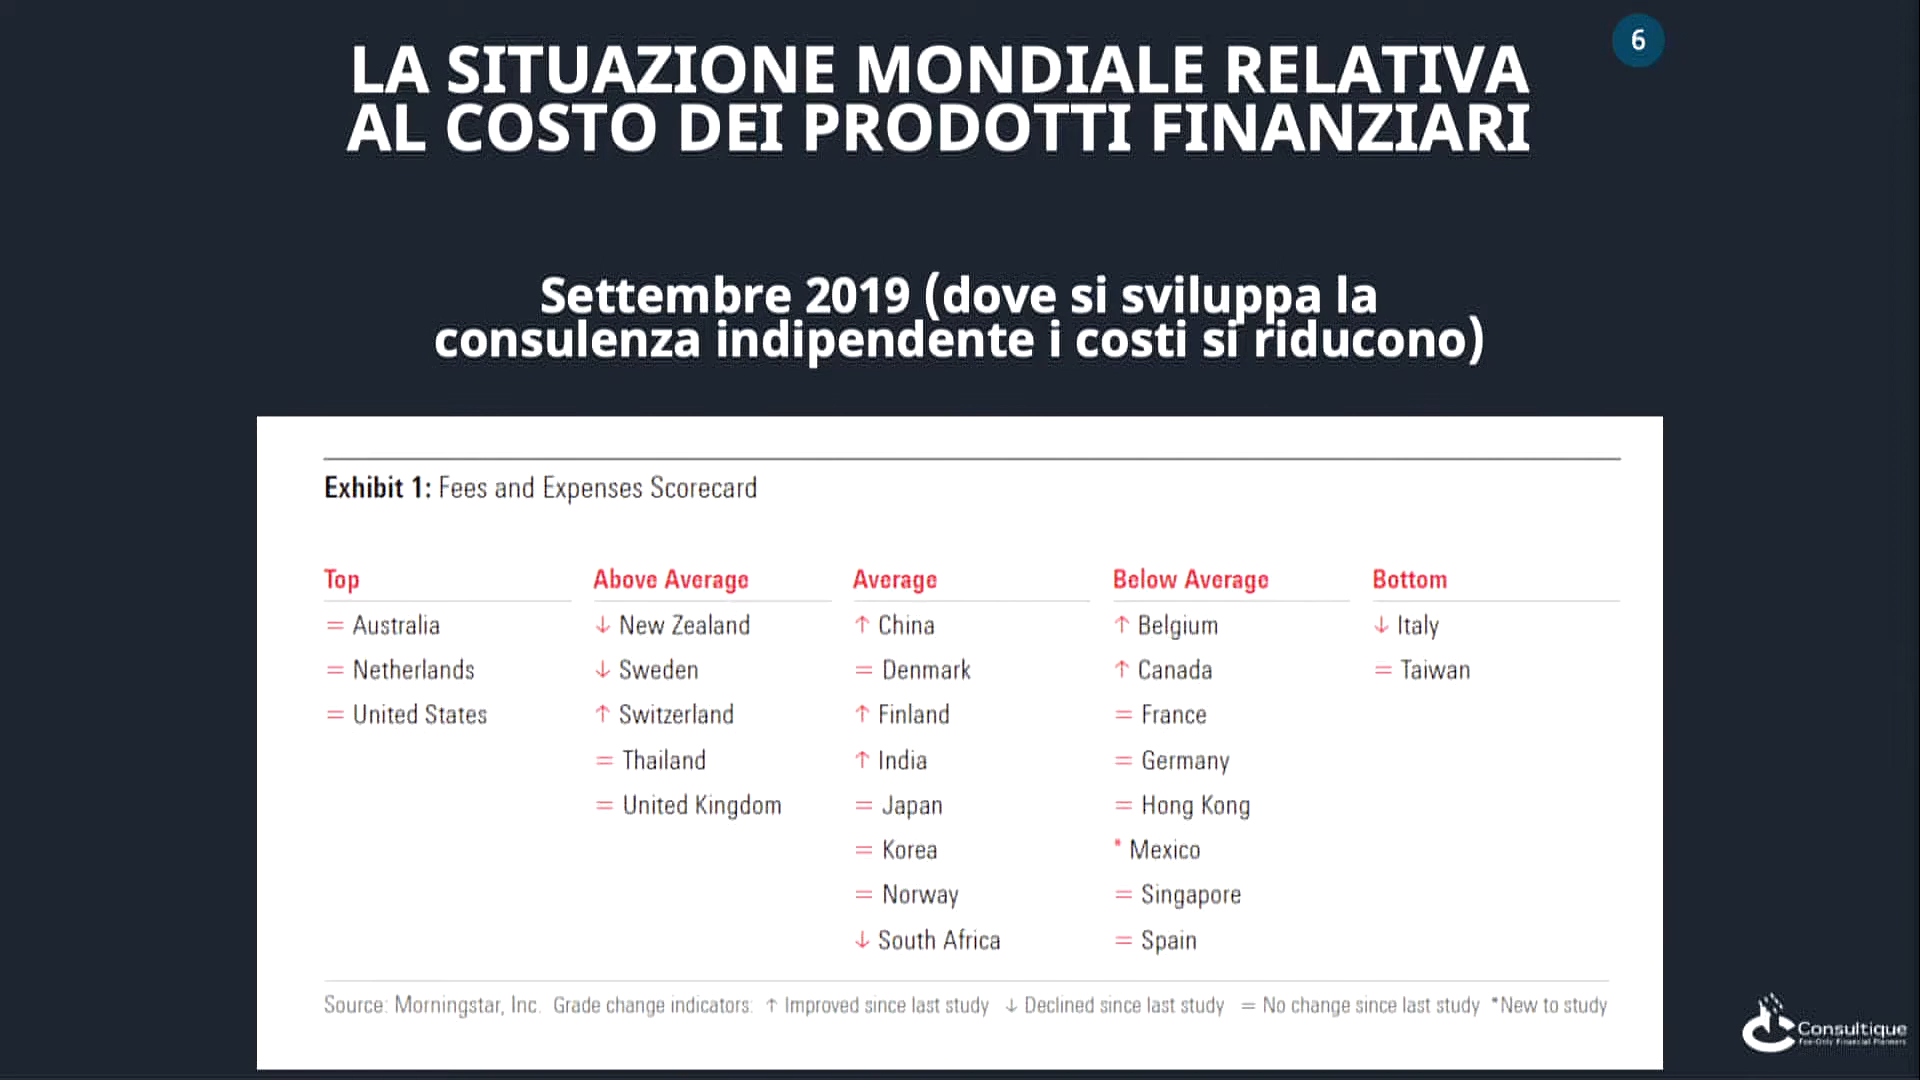 6
LA SITUAZIONE MONDIALE RELATIVA
AL COSTO DEI PRODOTTI FINANZIARI
Settembre 2019 (dove si sviluppa la
consulenza indipendente i costi si riducono)
Exhibit 1: Fees and Expenses Scorecard
Top
= Australia
= Netherlands
= United States
Above Average
↓ New Zealand
↓ Sweden
↑ Switzerland
= Thailand
= United Kingdom
Average
↑ China
= Denmark
↑ Finland
↑ India
= Japan
= Korea
= Norway
↓ South Africa
Below Average
↑ Belgium
↑ Canada
= France
= Germany
= Hong Kong
* Mexico
= Singapore
= Spain
Bottom
↓ Italy
= Taiwan
Source: Morningstar, Inc. Grade change indicators: ↑ Improved since last study ↓ Declined since last study = No change since last study *New to study
Consultique
Fee-Only Financial Planners